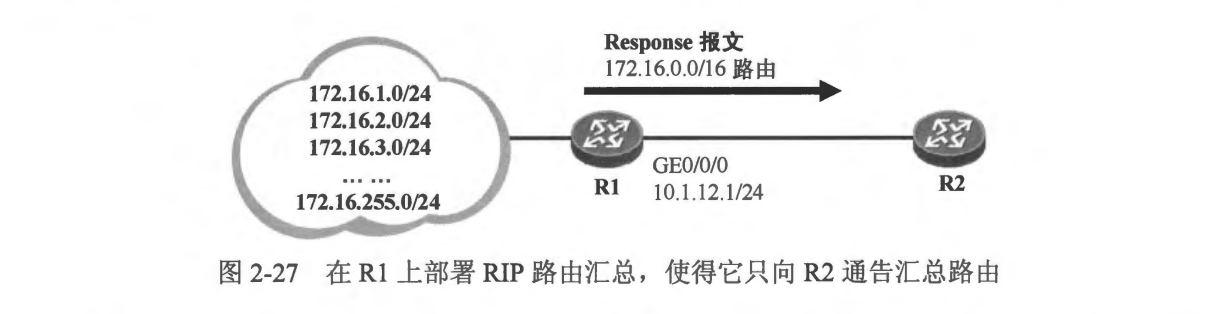 Response 报文
172.16.0.0/16 路由
172.16.1.0/24
172.16.2.0/24
172.16.3.0/24
... ...
172.16.255.0/24
GE0/0/0
R1
10.1.12.1/24
R2
图 2-27 在 R1 上部署 RIP 路由汇总，使得它只向 R2 通告汇总路由